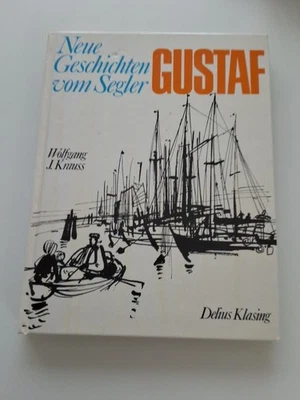 Neue
Geschichten
vom Segler
GUSTAF
Wolfgang
J. Krauss
Delius Klasing